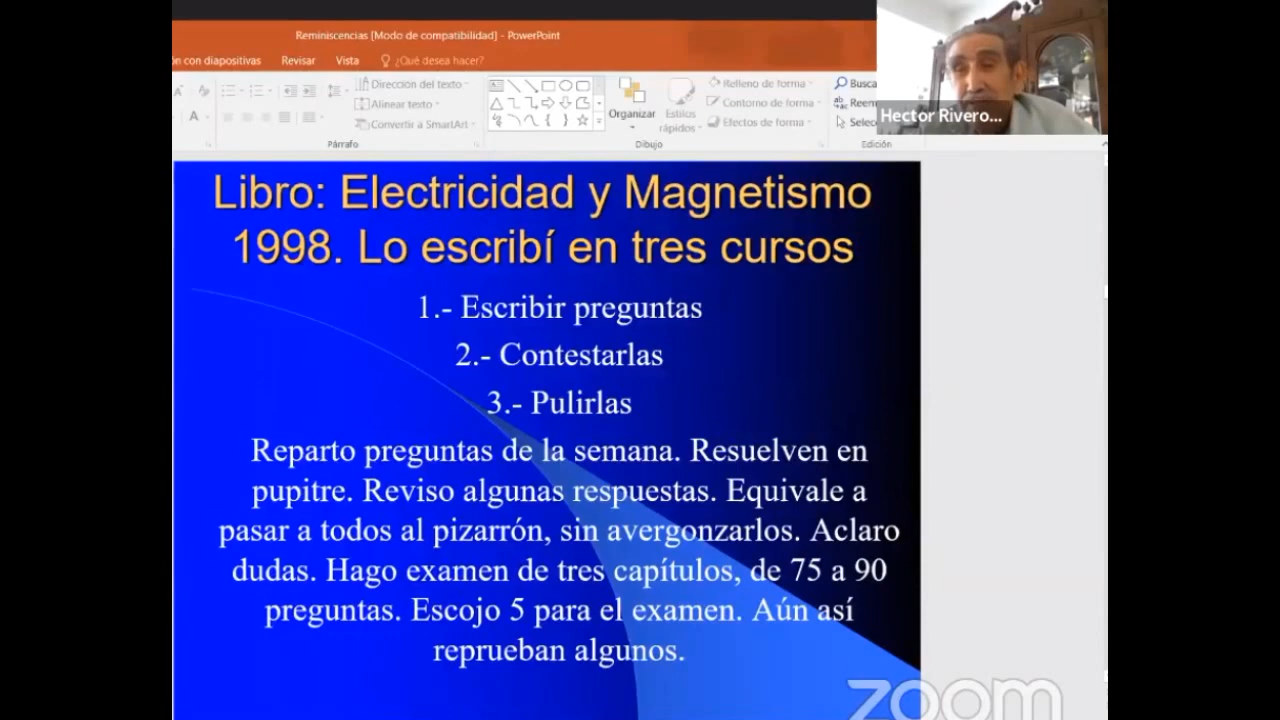 Reminiscencias [Modo de compatibilidad] - PowerPoint
ón con diapositivas Revisar Vista ¿Qué desea hacer?
Dirección del texto
Alinear texto
Convertir a SmartArt
Párrafo
Organizar
Estilos
rápidos
Dibujo
Relleno de forma
Contorno de forma
Efectos de forma
Busca
Reem
Selec
Edición
Hector Rivero...
Libro: Electricidad y Magnetismo
1998. Lo escribí en tres cursos
1.- Escribir preguntas
2.- Contestarlas
3.- Pulirlas
Reparto preguntas de la semana. Resuelven en
pupitre. Reviso algunas respuestas. Equivale a
pasar a todos al pizarrón, sin avergonzarlos. Aclaro
dudas. Hago examen de tres capítulos, de 75 a 90
preguntas. Escojo 5 para el examen. Aún así
reprueban algunos.
zoom